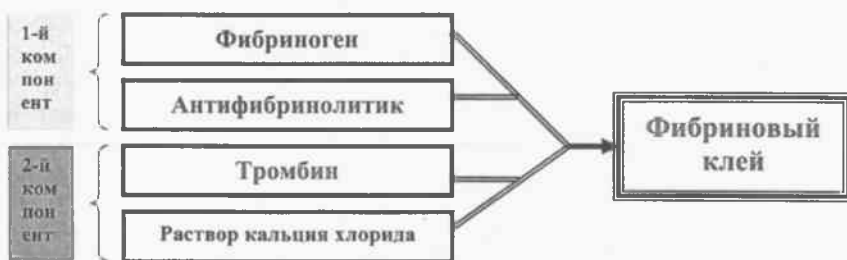 1-й
ком
пон
ент
Фибриноген
Антифибринолитик
2-й
ком
пон
ент
Тромбин
Раствор кальция хлорида
Фибриновый
клей